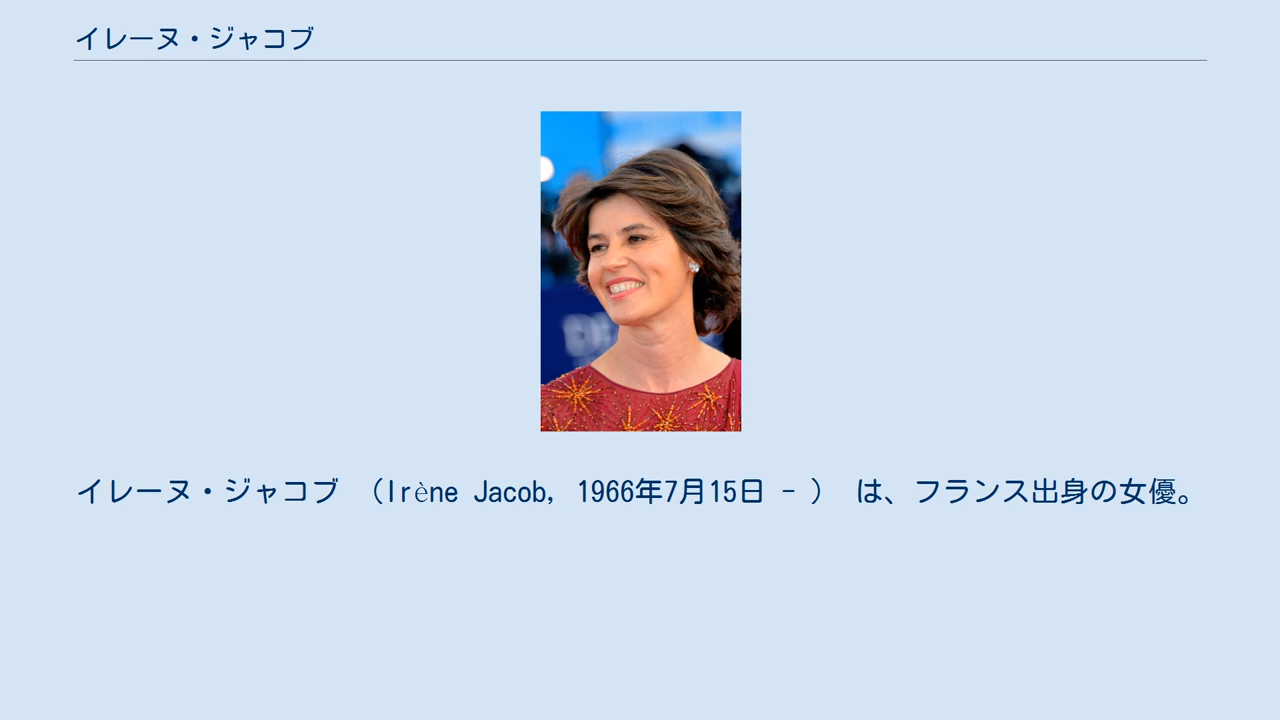 イレーヌ・ジャコブ
イレーヌ・ジャコブ （Irène Jacob, 1966年7月15日 - ） は、フランス出身の女優。